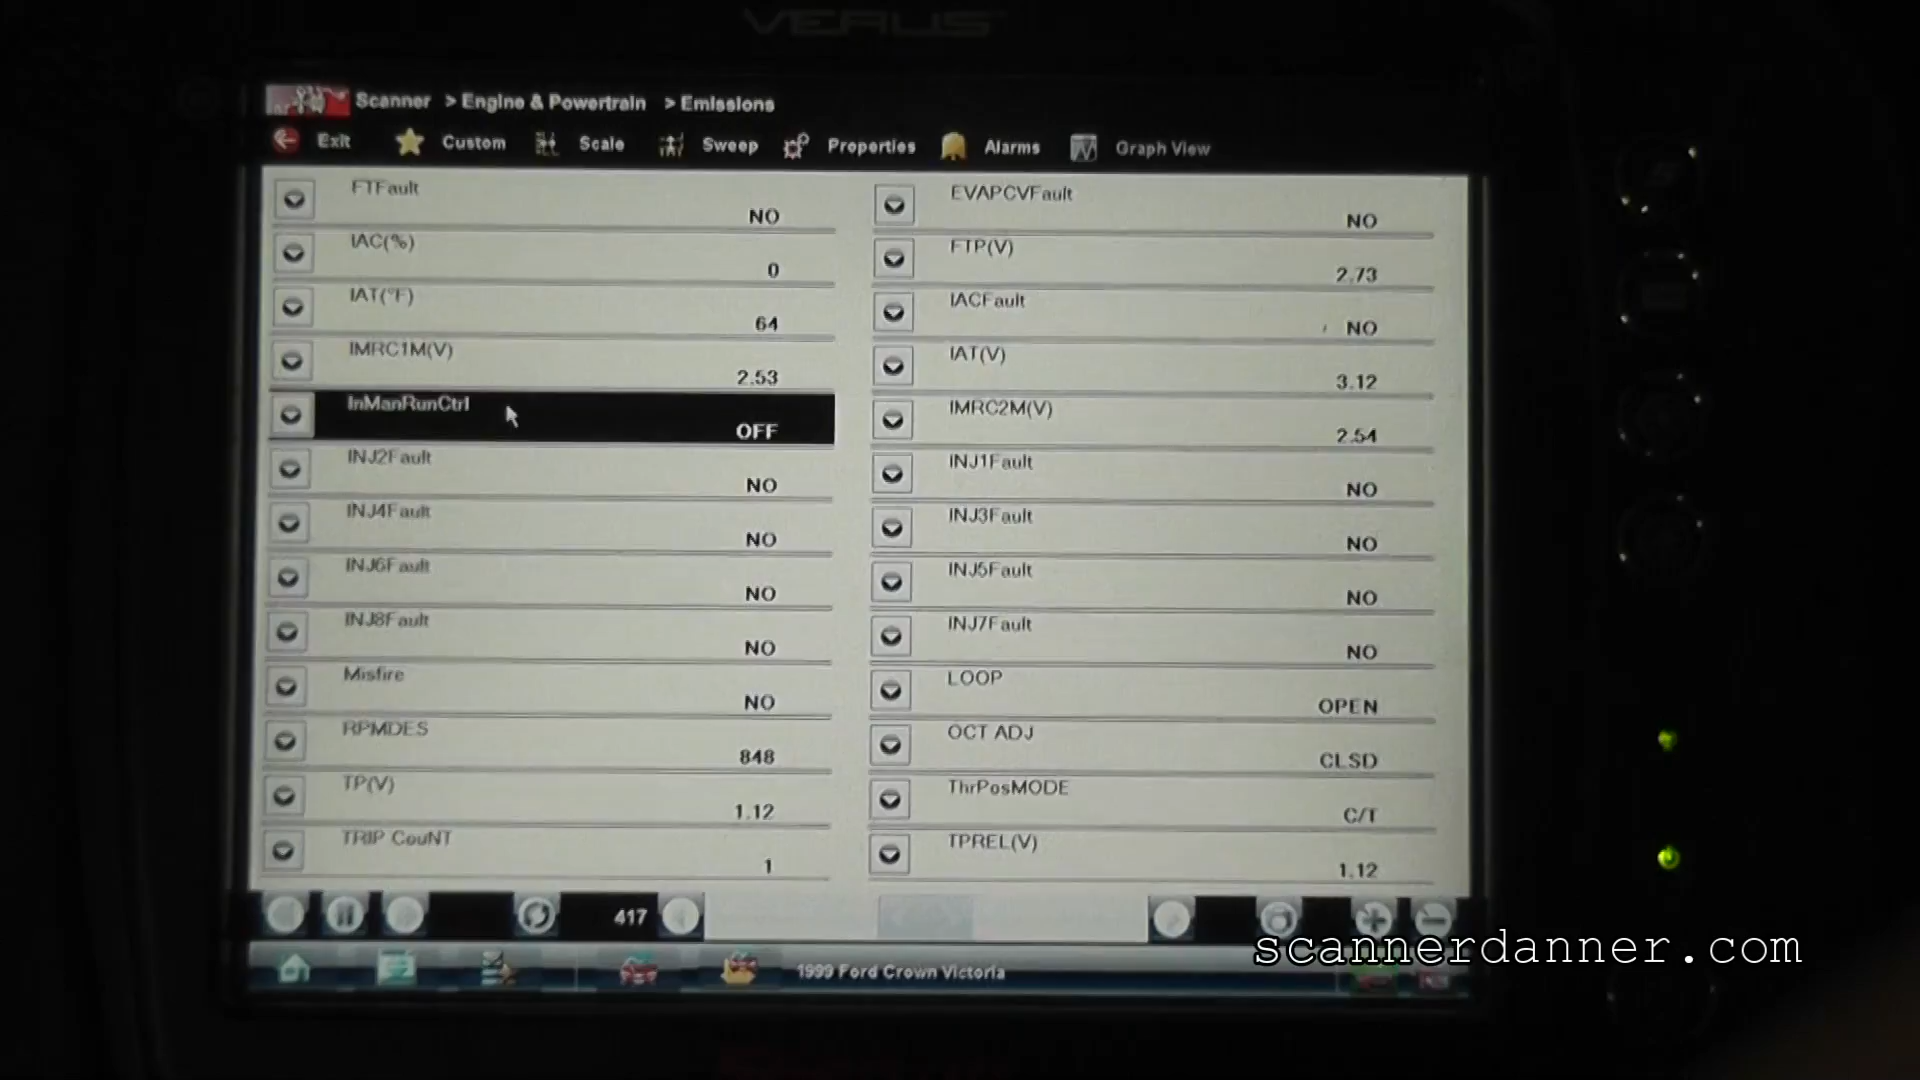 VERUS
Scanner > Engine & Powertrain > Emissions
Exit Custom Scale Sweep Properties Alarms Graph View
FTFault NO EVAPCVFault NO
IAC(%) 0 FTP(V) 2.73
IAT(°F) 64 IACFault NO
IMRC1M(V) 2.53 IAT(V) 3.12
InManRunCtrl OFF IMRC2M(V) 2.54
INJ2Fault NO INJ1Fault NO
INJ4Fault NO INJ3Fault NO
INJ6Fault NO INJ5Fault NO
INJ8Fault NO INJ7Fault NO
Misfire NO LOOP OPEN
RPMDES 848 OCT ADJ CLSD
TP(V) 1.12 ThrPosMODE C/T
TRIP CouNT 1 TPREL(V) 1.12
417
scannerdanner.com
1999 Ford Crown Victoria